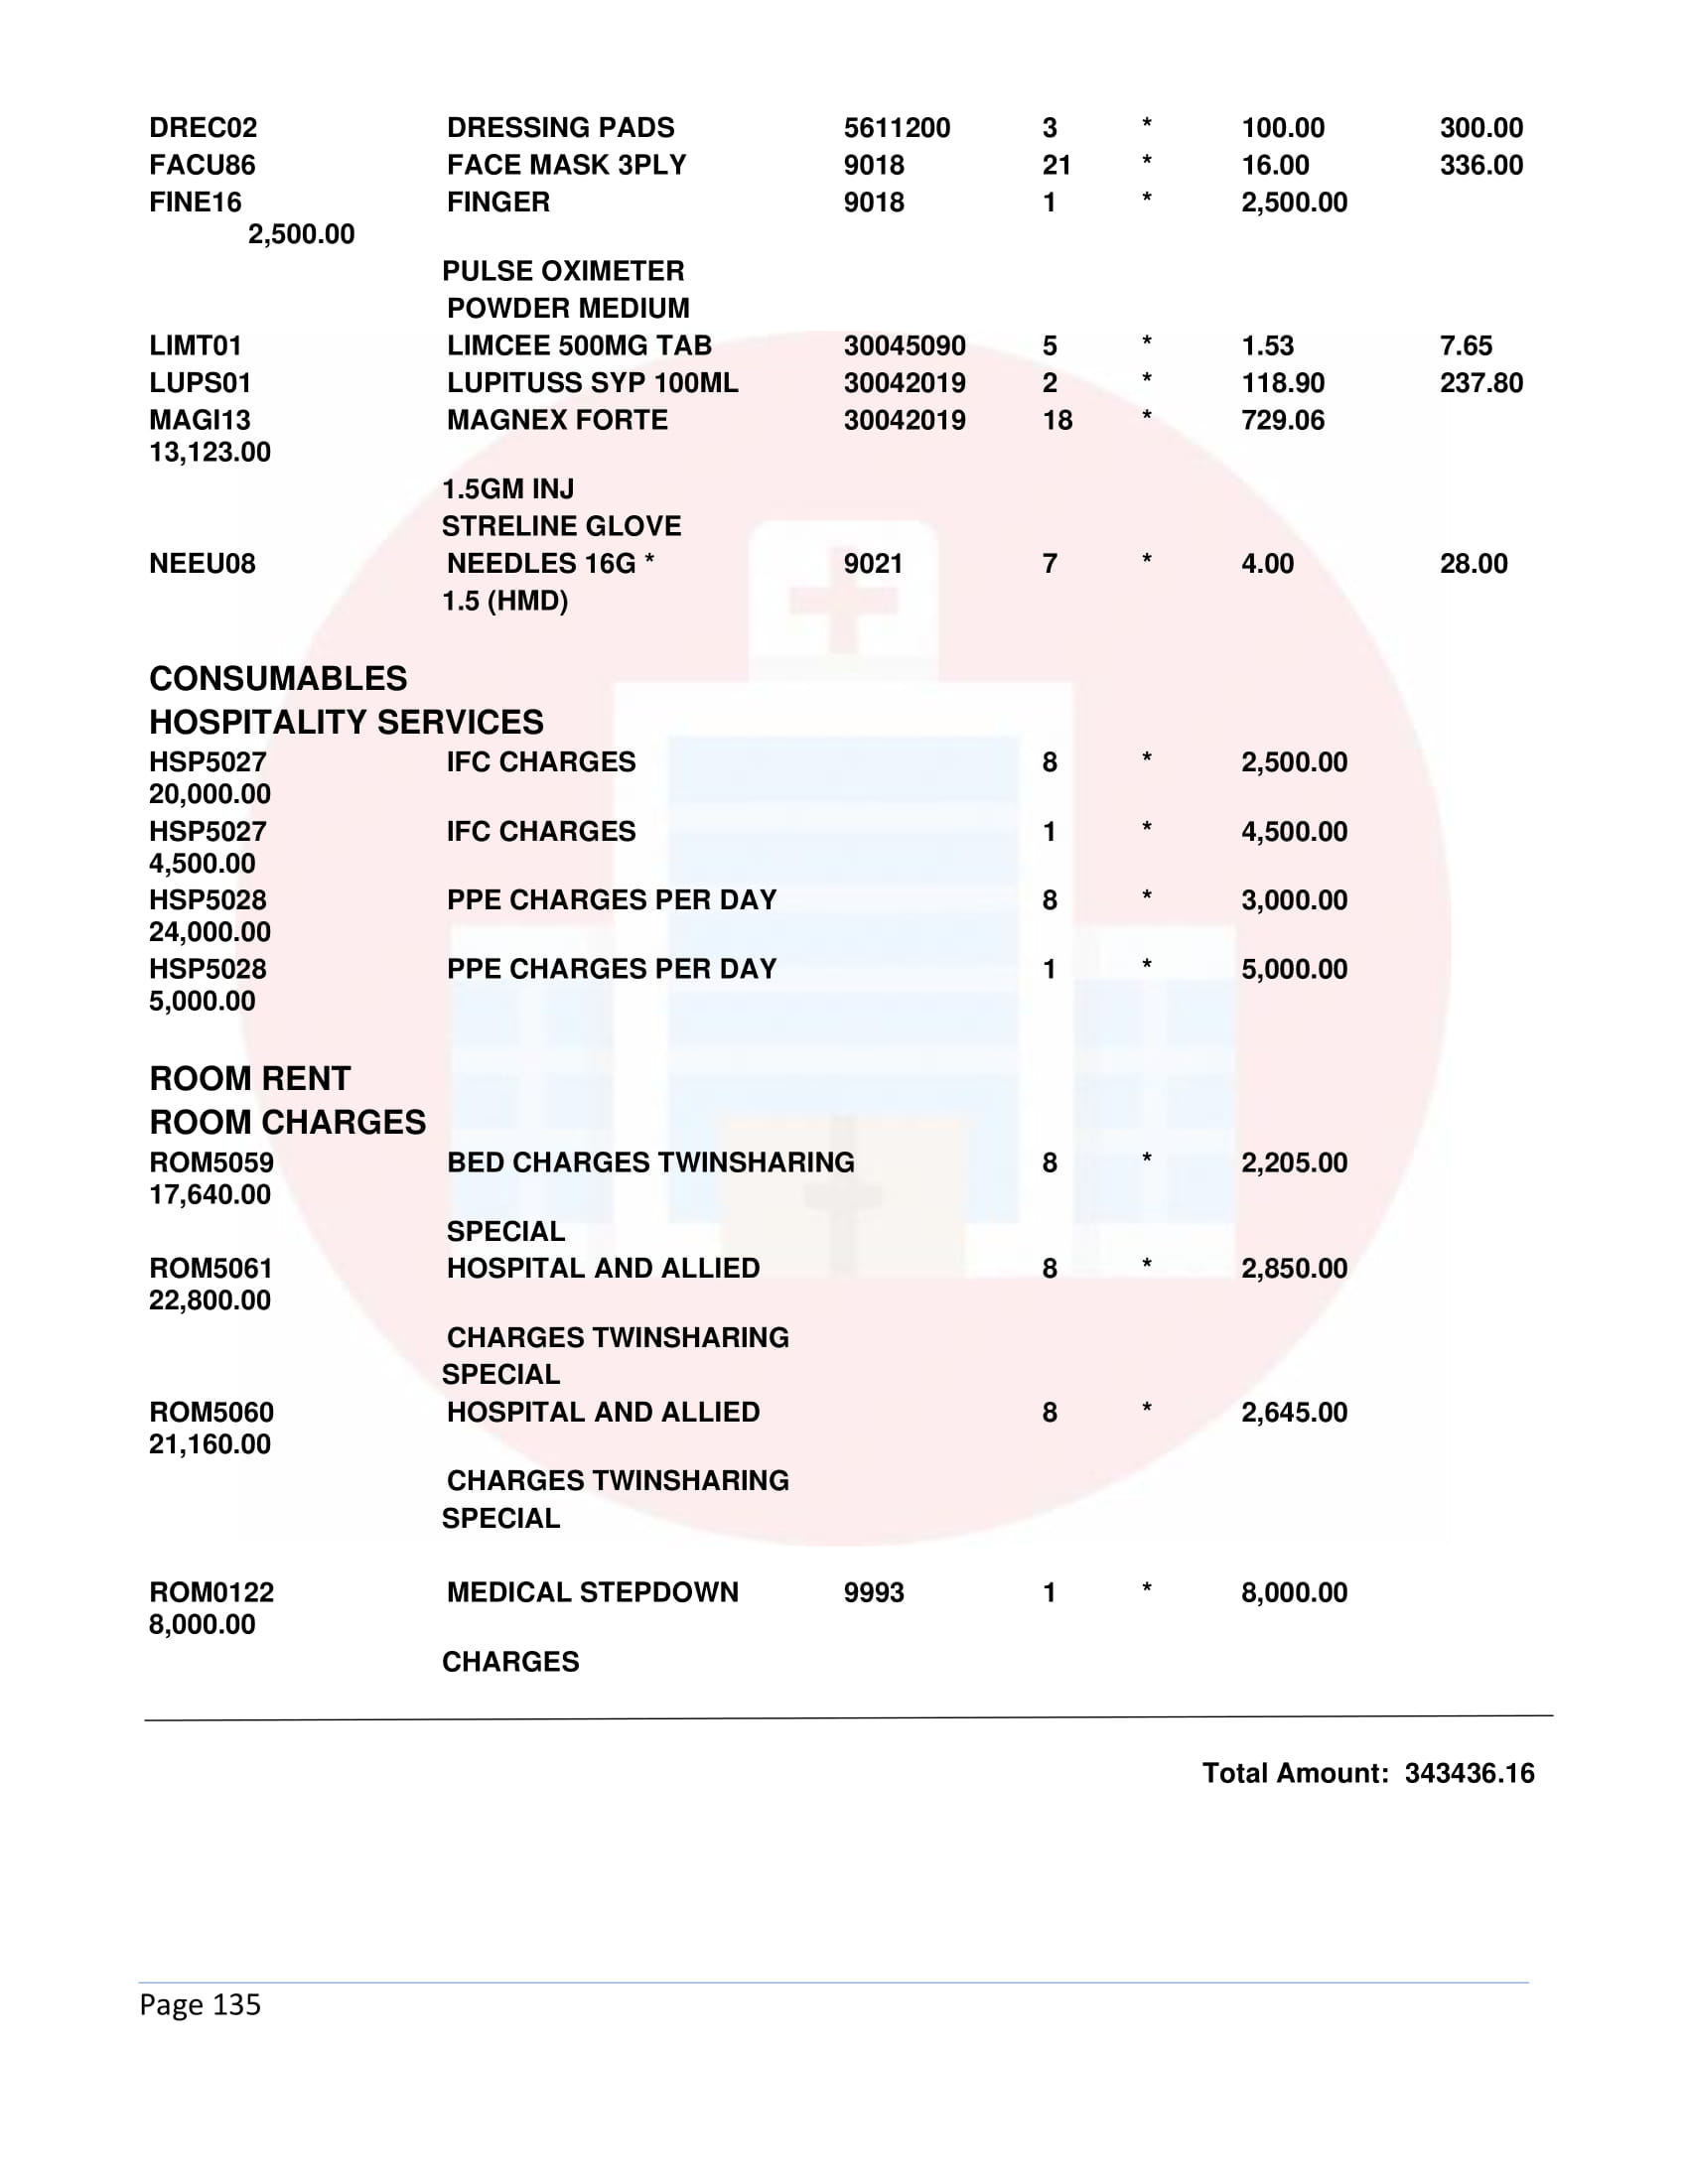 DREC02 DRESSING PADS 5611200 3 * 100.00 300.00
FACU86 FACE MASK 3PLY 9018 21 * 16.00 336.00
FINE16 FINGER 9018 1 * 2,500.00
2,500.00
PULSE OXIMETER
POWDER MEDIUM
LIMT01 LIMCEE 500MG TAB 30045090 5 * 1.53 7.65
LUPS01 LUPITUSS SYP 100ML 30042019 2 * 118.90 237.80
MAGI13 MAGNEX FORTE 30042019 18 * 729.06
13,123.00
1.5GM INJ
STRELINE GLOVE
NEEU08 NEEDLES 16G * 9021 7 * 4.00 28.00
1.5 (HMD)
CONSUMABLES
HOSPITALITY SERVICES
HSP5027 IFC CHARGES 8 * 2,500.00
20,000.00
HSP5027 IFC CHARGES 1 * 4,500.00
4,500.00
HSP5028 PPE CHARGES PER DAY 8 * 3,000.00
24,000.00
HSP5028 PPE CHARGES PER DAY 1 * 5,000.00
5,000.00
ROOM RENT
ROOM CHARGES
ROM5059 BED CHARGES TWINSHARING 8 * 2,205.00
17,640.00
SPECIAL
ROM5061 HOSPITAL AND ALLIED 8 * 2,850.00
22,800.00
CHARGES TWINSHARING
SPECIAL
ROM5060 HOSPITAL AND ALLIED 8 * 2,645.00
21,160.00
CHARGES TWINSHARING
SPECIAL
ROM0122 MEDICAL STEPDOWN 9993 1 * 8,000.00
8,000.00
CHARGES
Total Amount: 343436.16
Page 135